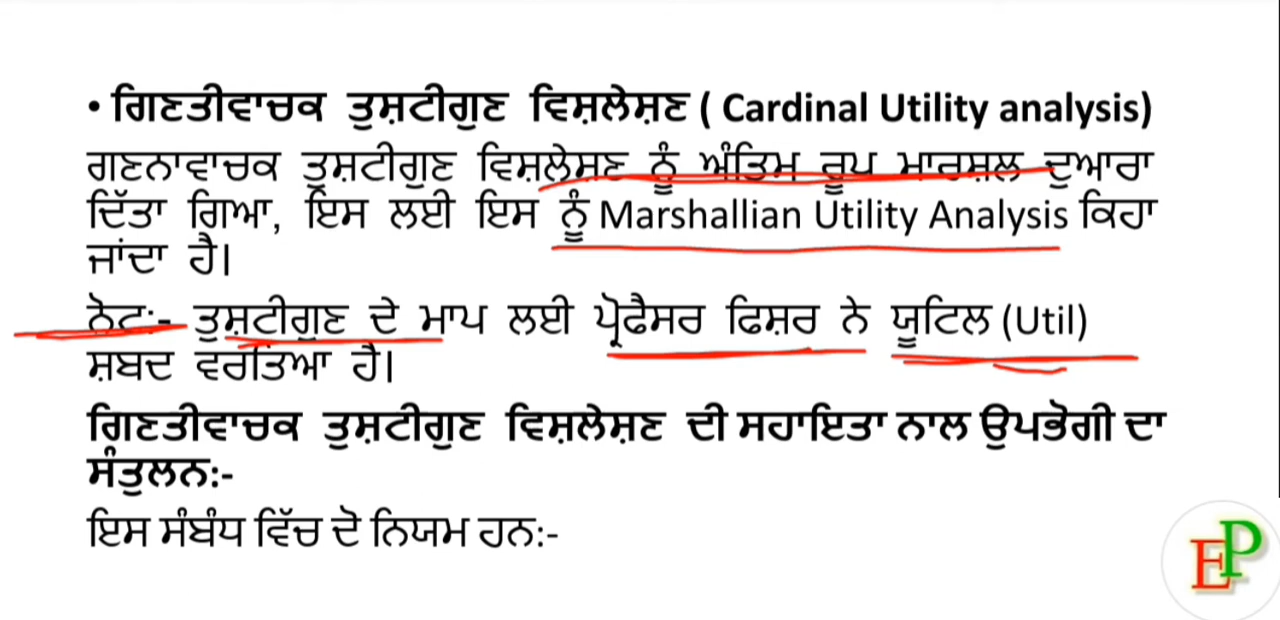 • ਗਿਣਤੀਵਾਚਕ ਤੁਸ਼ਟੀਗੁਣ ਵਿਸ਼ਲੇਸ਼ਣ ( Cardinal Utility analysis)
ਗਣਨਾਵਾਚਕ ਤੁਸ਼ਟੀਗੁਣ ਵਿਸ਼ਲੇਸ਼ਣ ਨੂੰ ਅੰਤਿਮ ਰੂਪ ਮਾਰਸ਼ਲ ਦੁਆਰਾ
ਦਿੱਤਾ ਗਿਆ, ਇਸ ਲਈ ਇਸ ਨੂੰ Marshallian Utility Analysis ਕਿਹਾ
ਜਾਂਦਾ ਹੈ।
ਨੋਟ:- ਤੁਸ਼ਟੀਗੁਣ ਦੇ ਮਾਪ ਲਈ ਪ੍ਰੋਫੈਸਰ ਫਿਸ਼ਰ ਨੇ ਯੂਟਿਲ (Util)
ਸ਼ਬਦ ਵਰਤਿਆ ਹੈ।
ਗਿਣਤੀਵਾਚਕ ਤੁਸ਼ਟੀਗੁਣ ਵਿਸ਼ਲੇਸ਼ਣ ਦੀ ਸਹਾਇਤਾ ਨਾਲ ਉਪਭੋਗੀ ਦਾ
ਸੰਤੁਲਨ:-
ਇਸ ਸੰਬੰਧ ਵਿੱਚ ਦੋ ਨਿਯਮ ਹਨ:-
EP